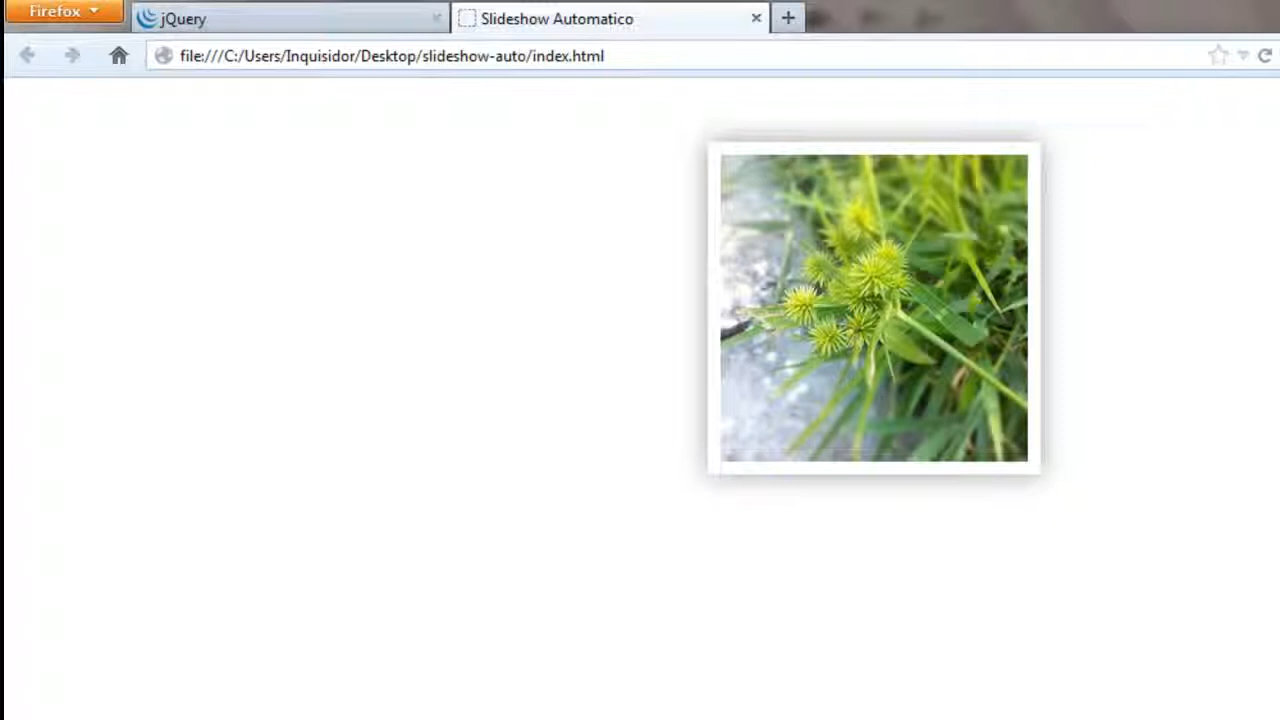 Firefox
jQuery
Slideshow Automatico
file:///C:/Users/Inquisidor/Desktop/slideshow-auto/index.html